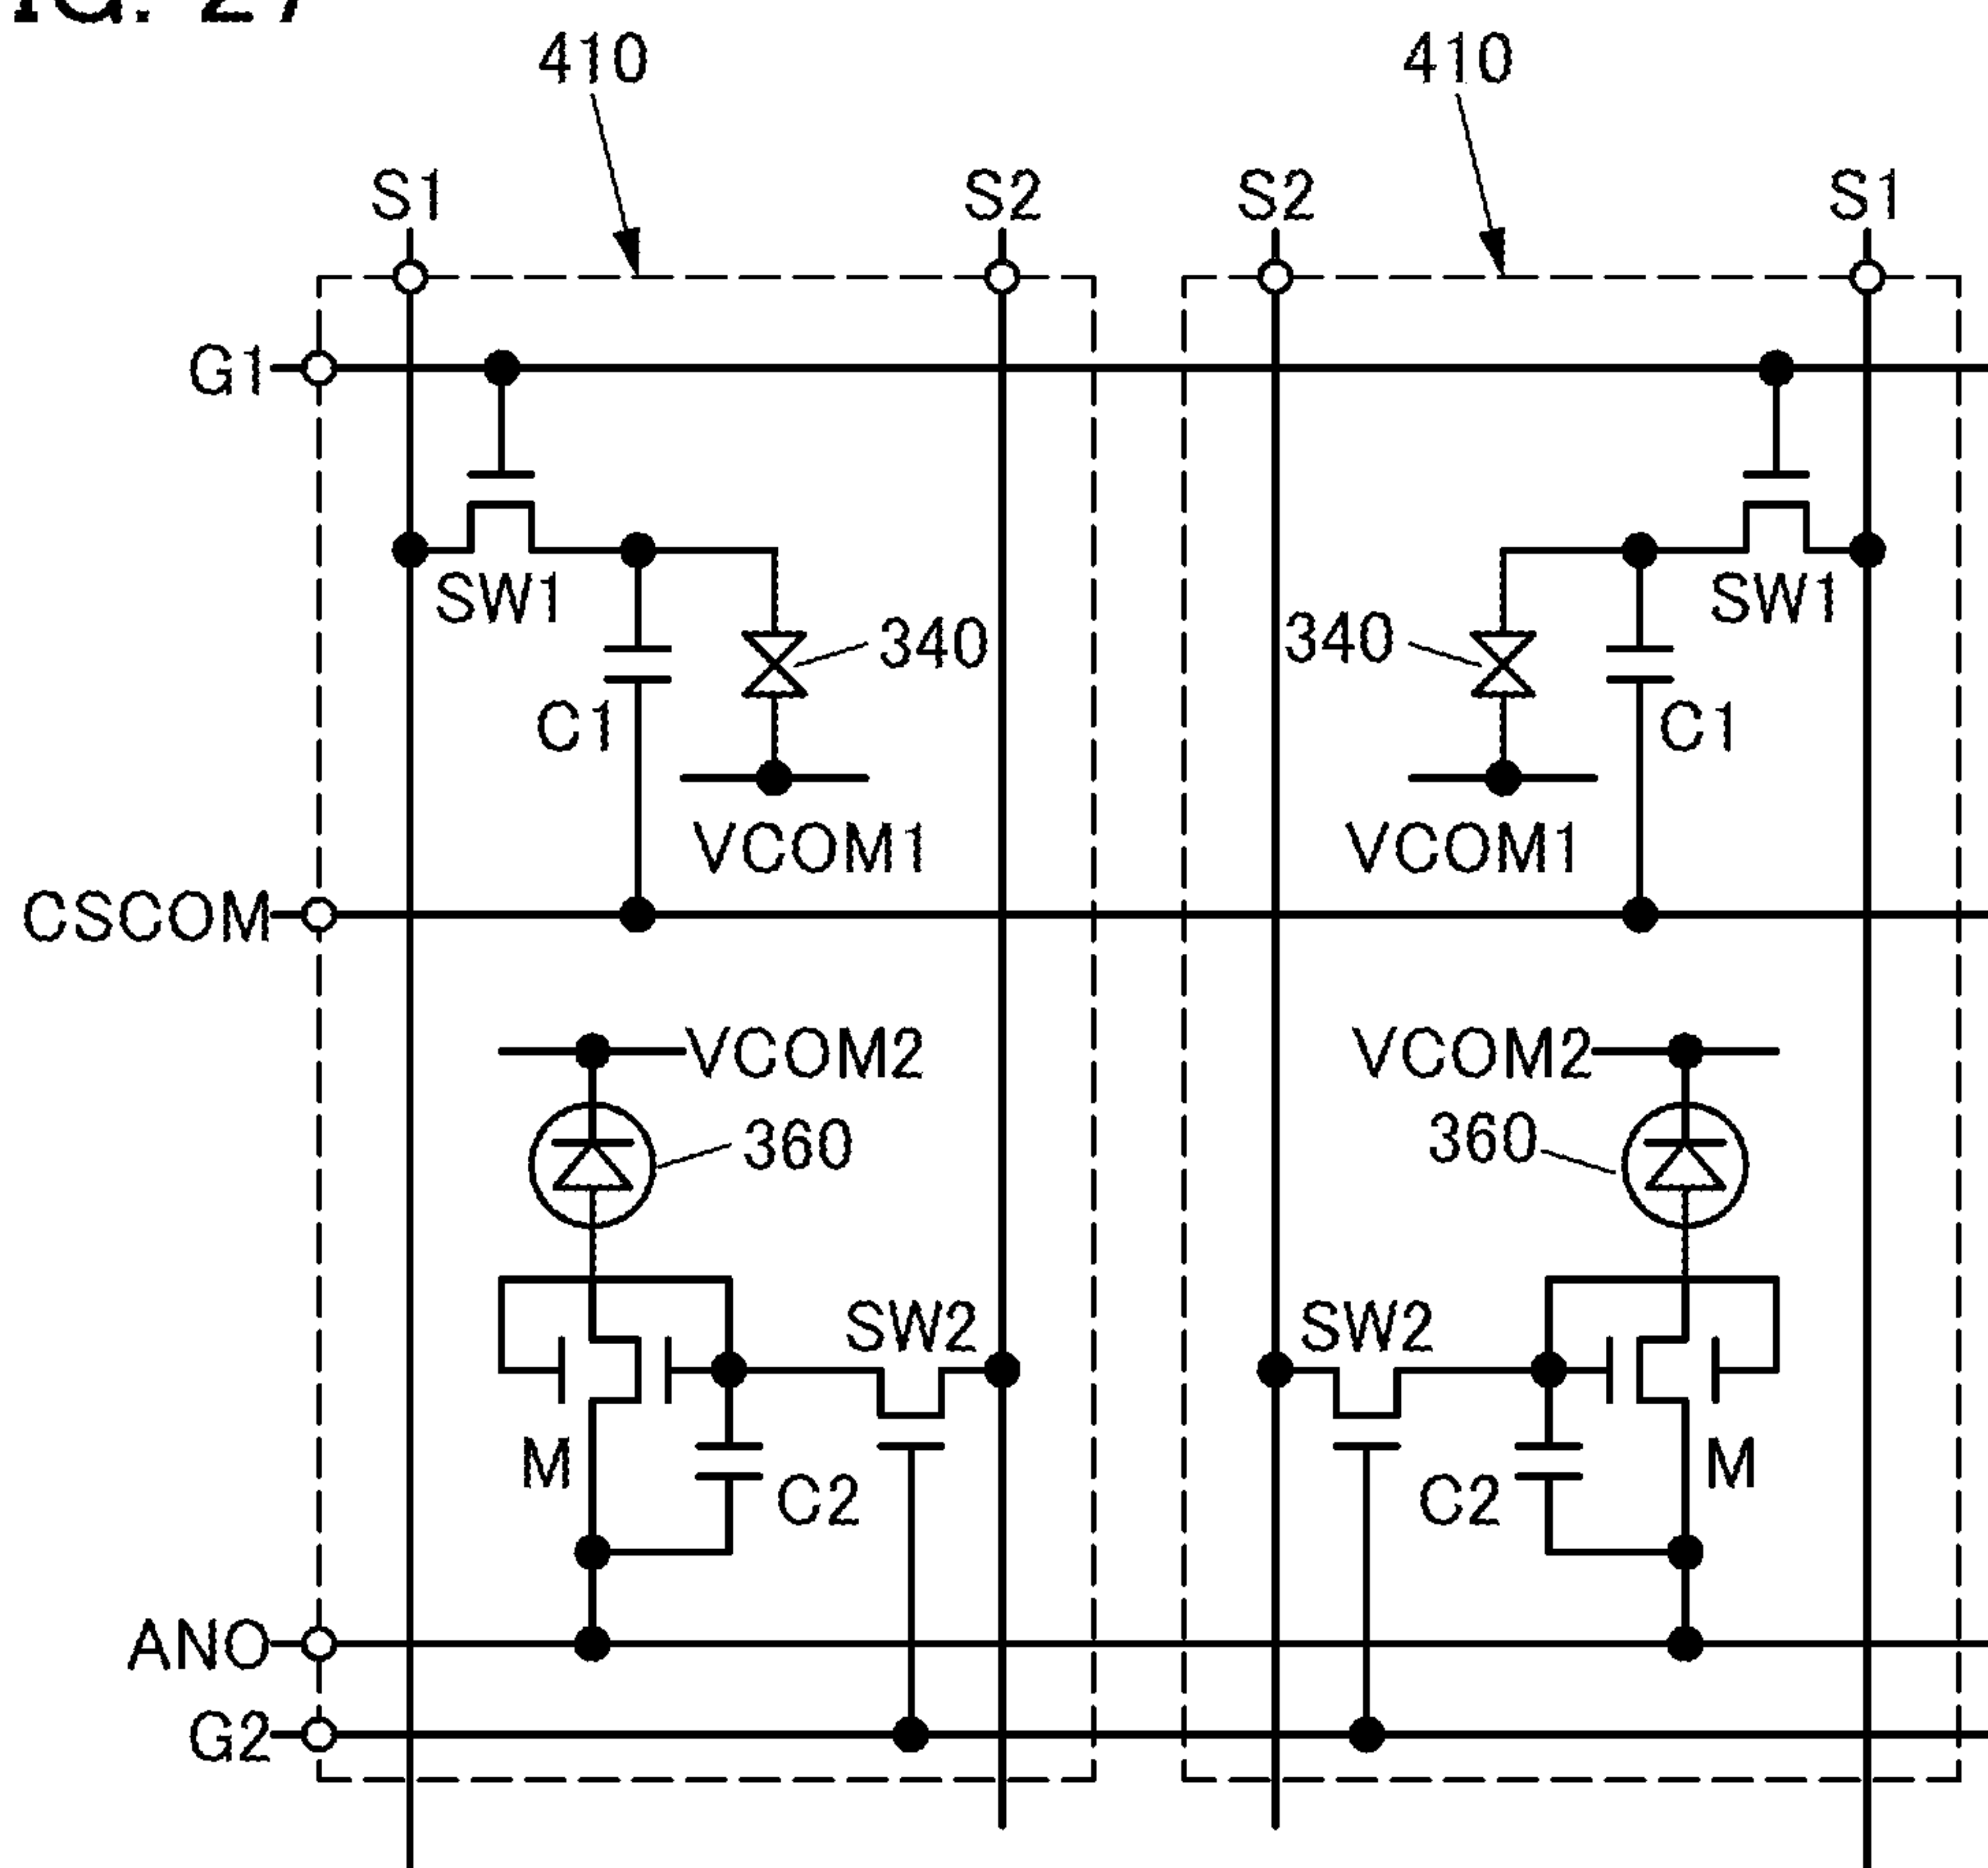 410 410
S1 S2 S2 S1
G1
SW1 SW1
340 340
C1 C1
VCOM1 VCOM1
CSCOM
VCOM2 VCOM2
360 360
SW2 SW2
M C2 C2 M
ANO
G2